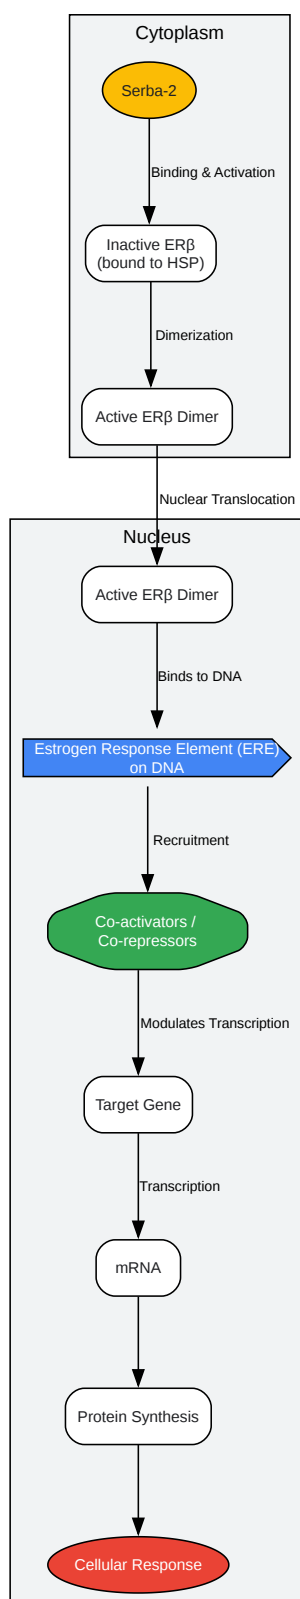 Cytoplasm
Serba-2
Binding & Activation
Inactive ERβ
(bound to HSP)
Dimerization
Active ERβ Dimer
Nuclear Translocation
Nucleus
Active ERβ Dimer
Binds to DNA
Estrogen Response Element (ERE)
on DNA
Recruitment
Co-activators /
Co-repressors
Modulates Transcription
Target Gene
Transcription
mRNA
Protein Synthesis
Cellular Response